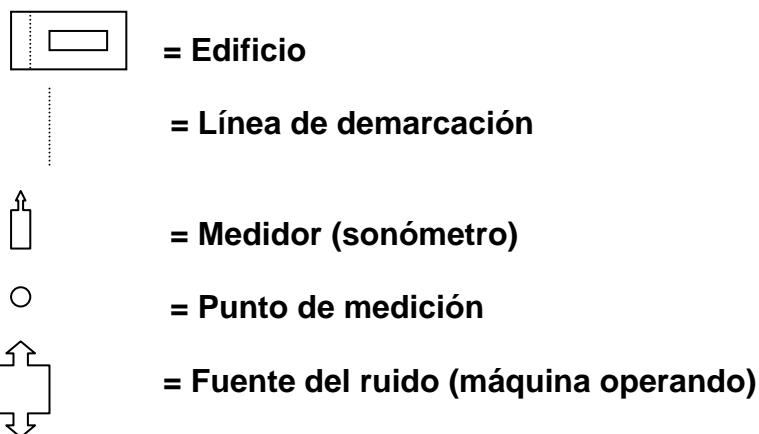 = Edificio
= Línea de demarcación
= Medidor (sonómetro)
= Punto de medición
= Fuente del ruido (máquina operando)